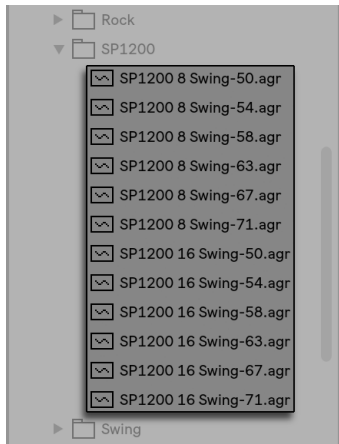 Rock
SP1200
SP1200 8 Swing-50.agr
SP1200 8 Swing-54.agr
SP1200 8 Swing-58.agr
SP1200 8 Swing-63.agr
SP1200 8 Swing-67.agr
SP1200 8 Swing-71.agr
SP1200 16 Swing-50.agr
SP1200 16 Swing-54.agr
SP1200 16 Swing-58.agr
SP1200 16 Swing-63.agr
SP1200 16 Swing-67.agr
SP1200 16 Swing-71.agr
Swing